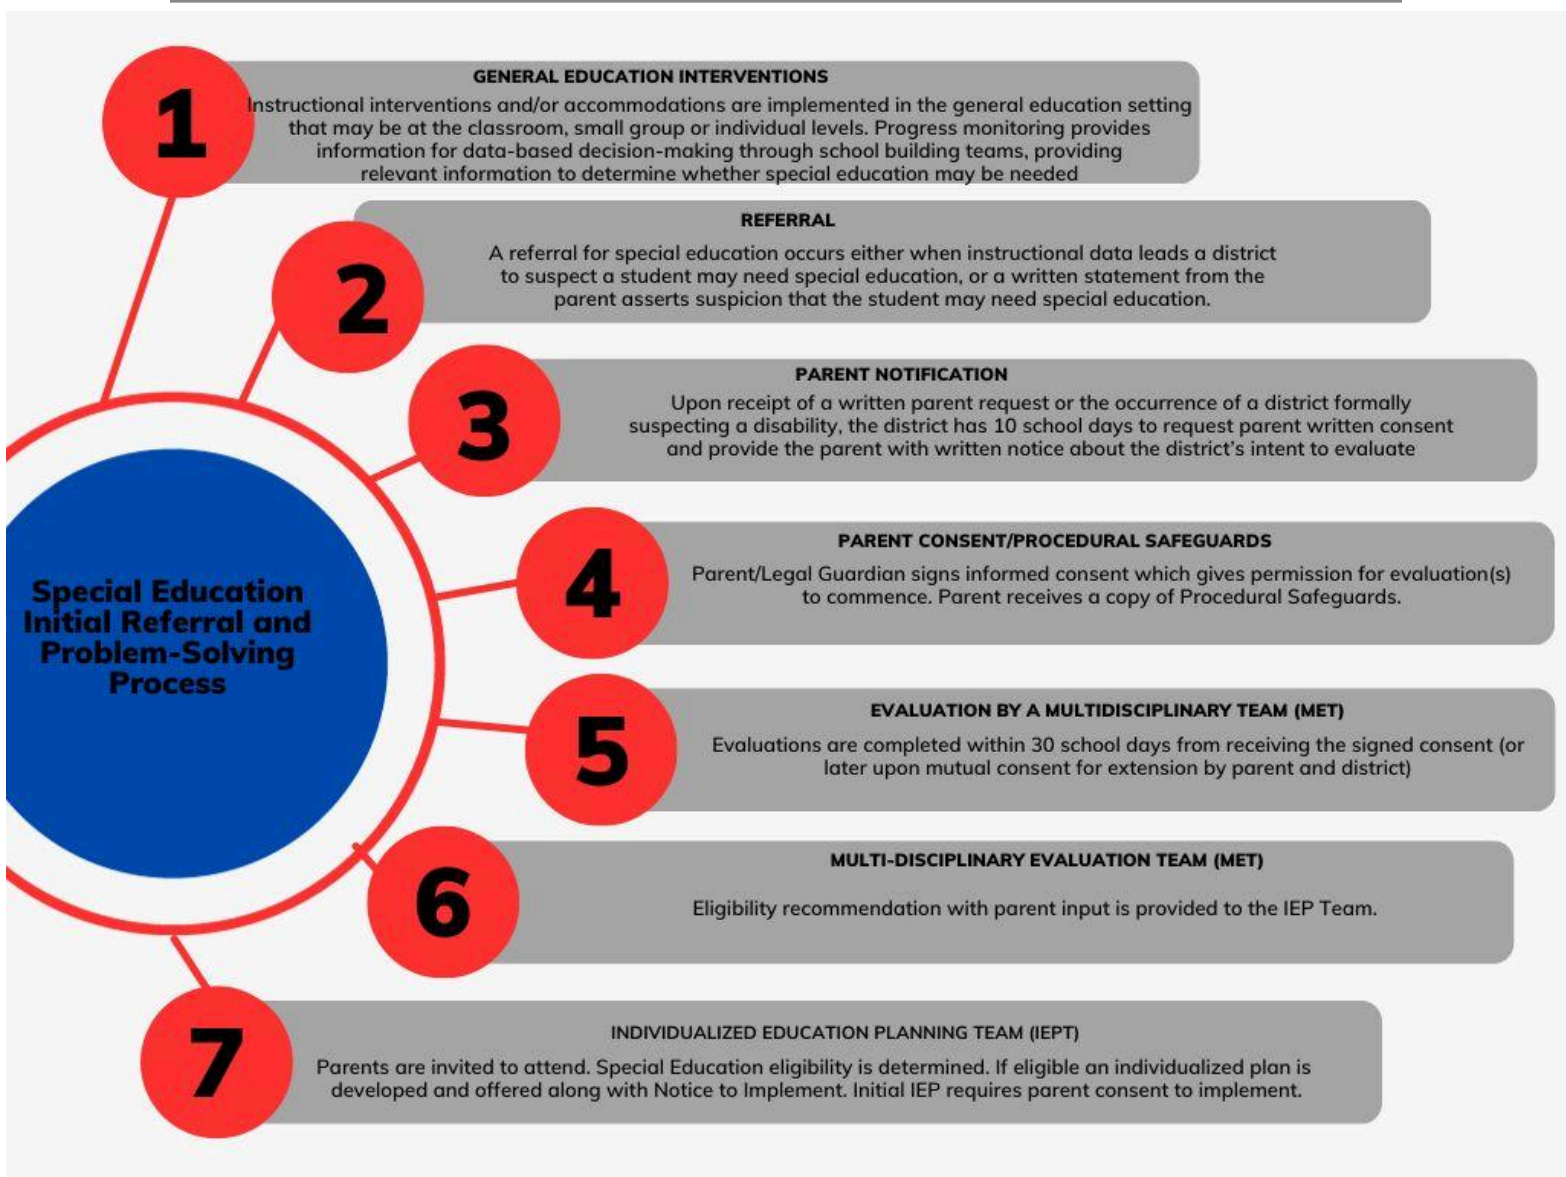 1
GENERAL EDUCATION INTERVENTIONS
Instructional interventions and/or accommodations are implemented in the general education setting
that may be at the classroom, small group or individual levels. Progress monitoring provides
information for data-based decision-making through school building teams, providing
relevant information to determine whether special education may be needed
2
REFERRAL
A referral for special education occurs either when instructional data leads a district
to suspect a student may need special education, or a written statement from the
parent asserts suspicion that the student may need special education.
3
PARENT NOTIFICATION
Upon receipt of a written parent request or the occurrence of a district formally
suspecting a disability, the district has 10 school days to request parent written consent
and provide the parent with written notice about the district's intent to evaluate
Special Education
Initial Referral and
Problem-Solving
Process
4
PARENT CONSENT/PROCEDURAL SAFEGUARDS
Parent/Legal Guardian signs informed consent which gives permission for evaluation(s)
to commence. Parent receives a copy of Procedural Safeguards.
5
EVALUATION BY A MULTIDISCIPLINARY TEAM (MET)
Evaluations are completed within 30 school days from receiving the signed consent (or
later upon mutual consent for extension by parent and district)
6
MULTI-DISCIPLINARY EVALUATION TEAM (MET)
Eligibility recommendation with parent input is provided to the IEP Team.
7
INDIVIDUALIZED EDUCATION PLANNING TEAM (IEPT)
Parents are invited to attend. Special Education eligibility is determined. If eligible an individualized plan is
developed and offered along with Notice to Implement. Initial IEP requires parent consent to implement.